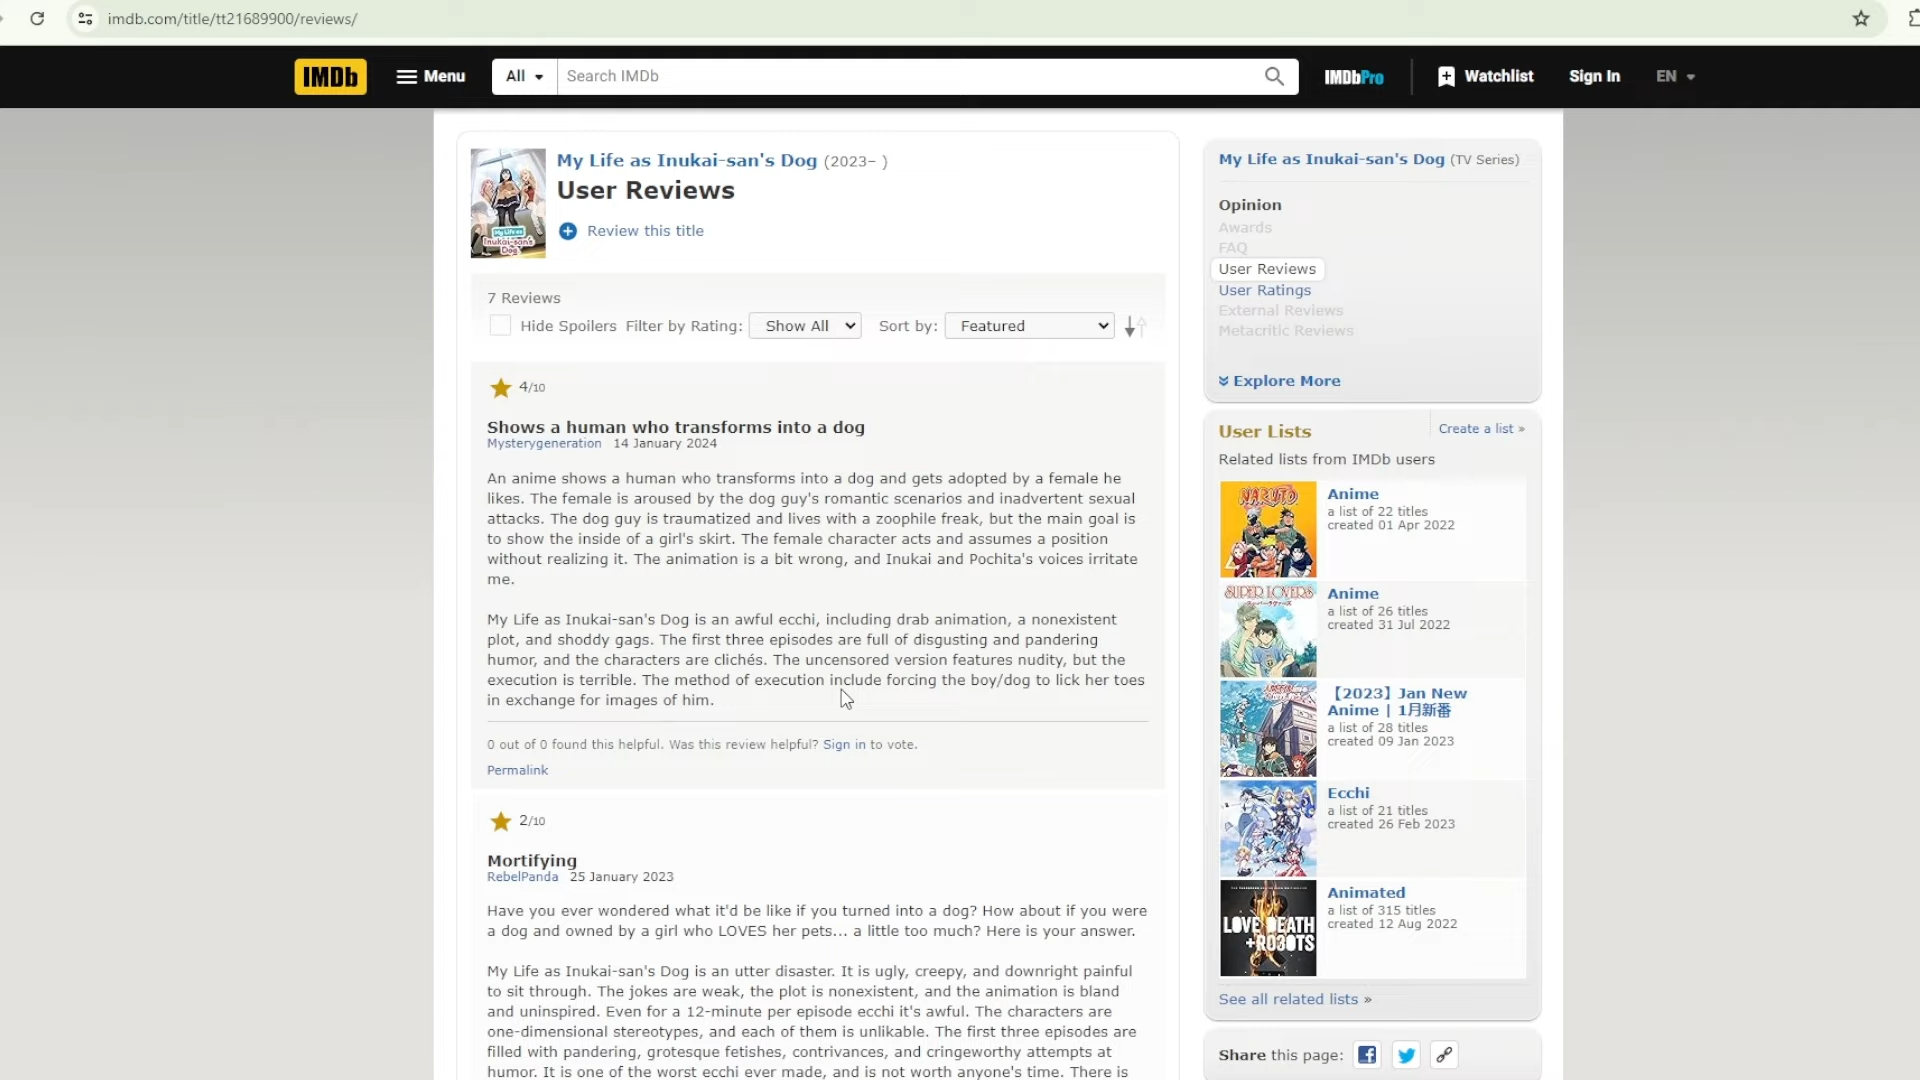 imdb.com/title/tt21689900/reviews/
IMDb
Menu
All
Search IMDb
IMDbPro
Watchlist
Sign In
EN
My Life as Inukai-san's Dog (2023– )
User Reviews
Review this title
7 Reviews
Hide Spoilers Filter by Rating: Show All Sort by: Featured
4/10
Shows a human who transforms into a dog
Mysterygeneration 14 January 2024
An anime shows a human who transforms into a dog and gets adopted by a female he
likes. The female is aroused by the dog guy's romantic scenarios and inadvertent sexual
attacks. The dog guy is traumatized and lives with a zoophile freak, but the main goal is
to show the inside of a girl's skirt. The female character acts and assumes a position
without realizing it. The animation is a bit wrong, and Inukai and Pochita's voices irritate
me.
My Life as Inukai-san's Dog is an awful ecchi, including drab animation, a nonexistent
plot, and shoddy gags. The first three episodes are full of disgusting and pandering
humor, and the characters are clichés. The uncensored version features nudity, but the
execution is terrible. The method of execution include forcing the boy/dog to lick her toes
in exchange for images of him.
0 out of 0 found this helpful. Was this review helpful? Sign in to vote.
Permalink
2/10
Mortifying
RebelPanda 25 January 2023
Have you ever wondered what it'd be like if you turned into a dog? How about if you were
a dog and owned by a girl who LOVES her pets... a little too much? Here is your answer.
My Life as Inukai-san's Dog is an utter disaster. It is ugly, creepy, and downright painful
to sit through. The jokes are weak, the plot is nonexistent, and the animation is bland
and uninspired. Even for a 12-minute per episode ecchi it's awful. The characters are
one-dimensional stereotypes, and each of them is unlikable. The first three episodes are
filled with pandering, grotesque fetishes, contrivances, and cringeworthy attempts at
humor. It is one of the worst ecchi ever made, and is not worth anyone's time. There is
My Life as Inukai-san's Dog
My Life as Inukai-san's Dog (TV Series)
Opinion
Awards
FAQ
User Reviews
User Ratings
External Reviews
Metacritic Reviews
Explore More
User Lists
Create a list »
Related lists from IMDb users
NARUTO
Anime
a list of 22 titles
created 01 Apr 2022
SUPER LOVERS
Anime
a list of 26 titles
created 31 Jul 2022
【2023】Jan New
Anime | 1月新番
a list of 28 titles
created 09 Jan 2023
Ecchi
a list of 21 titles
created 26 Feb 2023
LOVE DEATH
+ROBOTS
Animated
a list of 315 titles
created 12 Aug 2022
See all related lists »
Share this page: